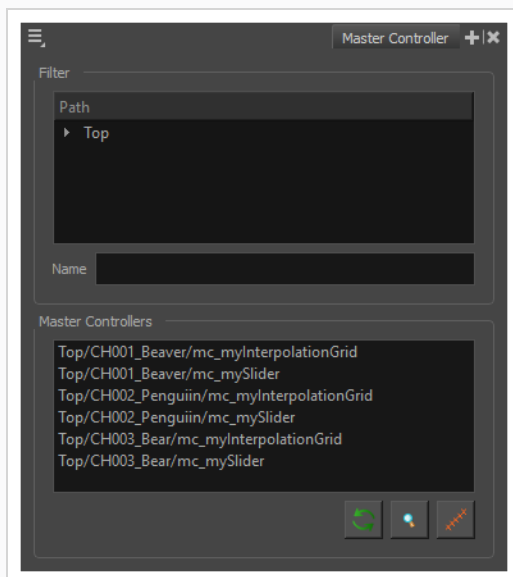 Master Controller
Filter
Path
Top
Name
Master Controllers
Top/CH001_Beaver/mc_myInterpolationGrid
Top/CH001_Beaver/mc_mySlider
Top/CH002_Penguiin/mc_myInterpolationGrid
Top/CH002_Penguiin/mc_mySlider
Top/CH003_Bear/mc_myInterpolationGrid
Top/CH003_Bear/mc_mySlider